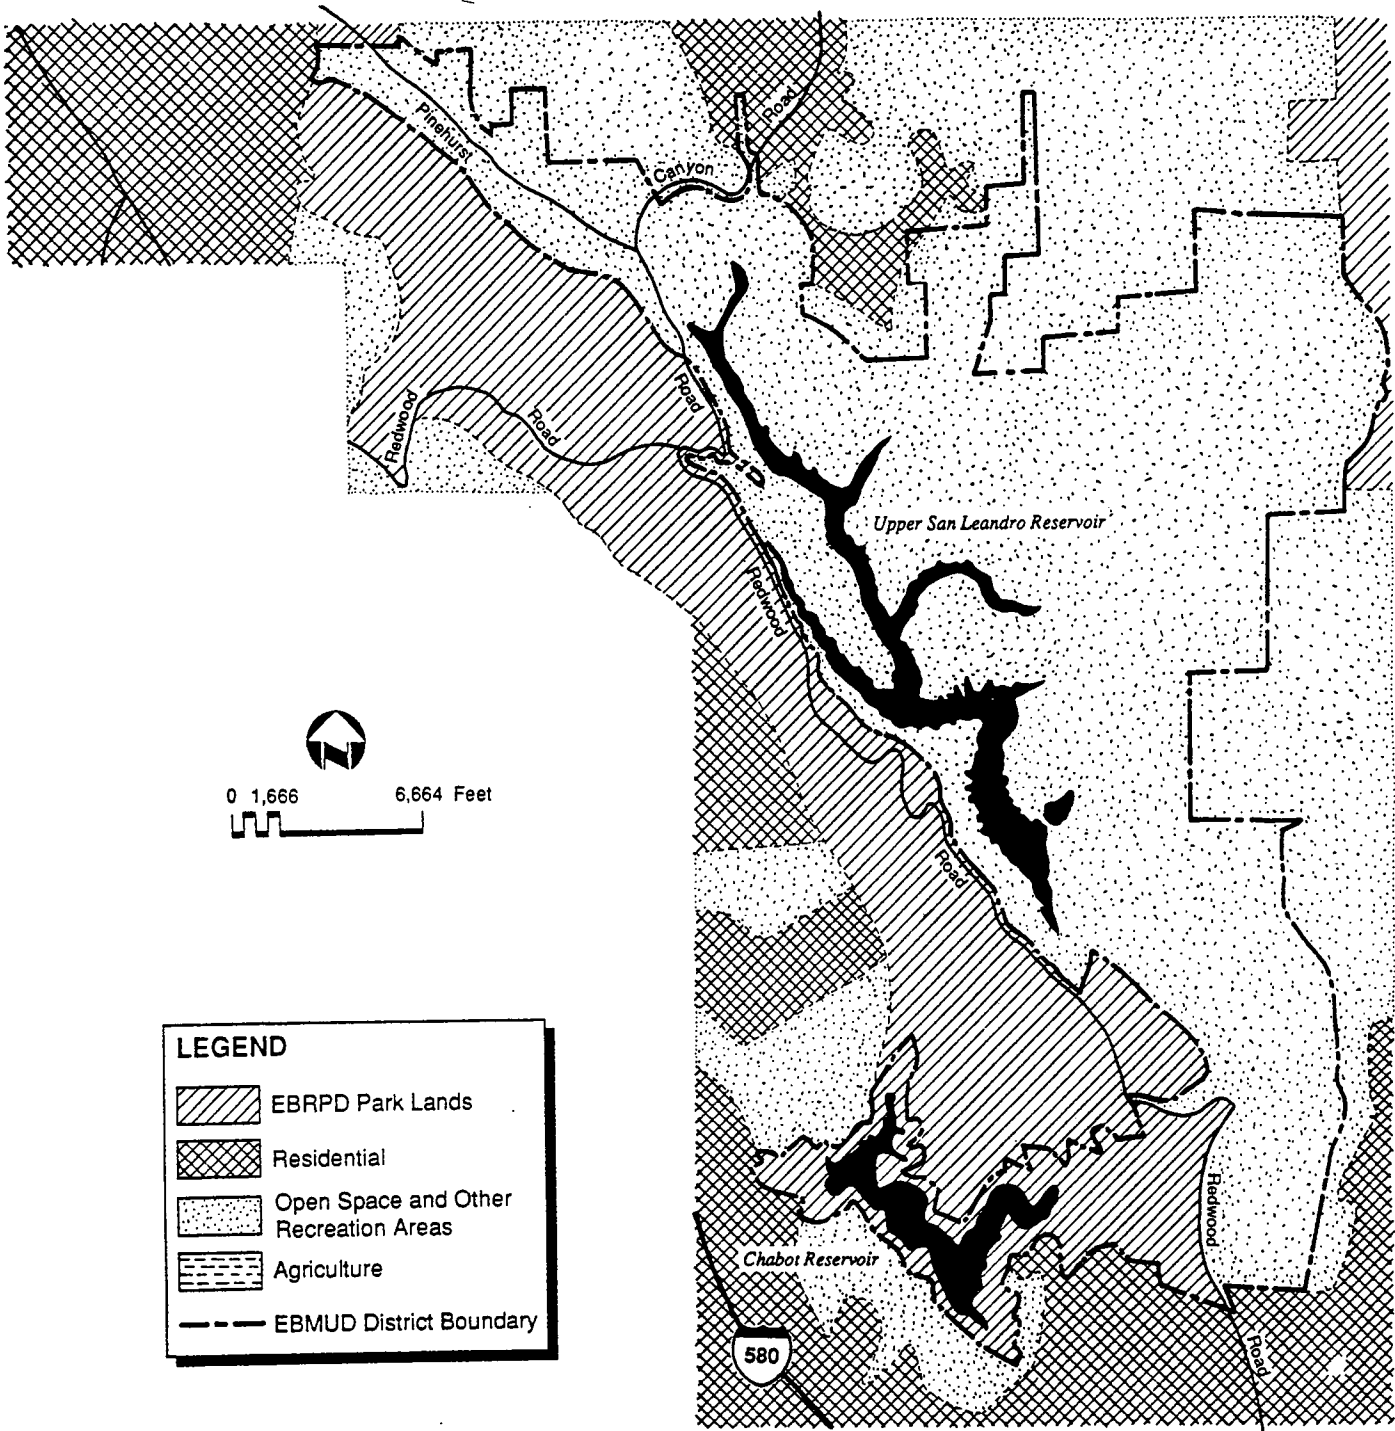 Pinehurst
Road
Canyon
Road
Redwood
Road
Upper San Leandro Reservoir
Redwood
Road
N
0 1,666 6,664 Feet
LEGEND
EBRPD Park Lands
Residential
Open Space and Other
Recreation Areas
Agriculture
EBMUD District Boundary
Redwood
Chabot Reservoir
580
Road